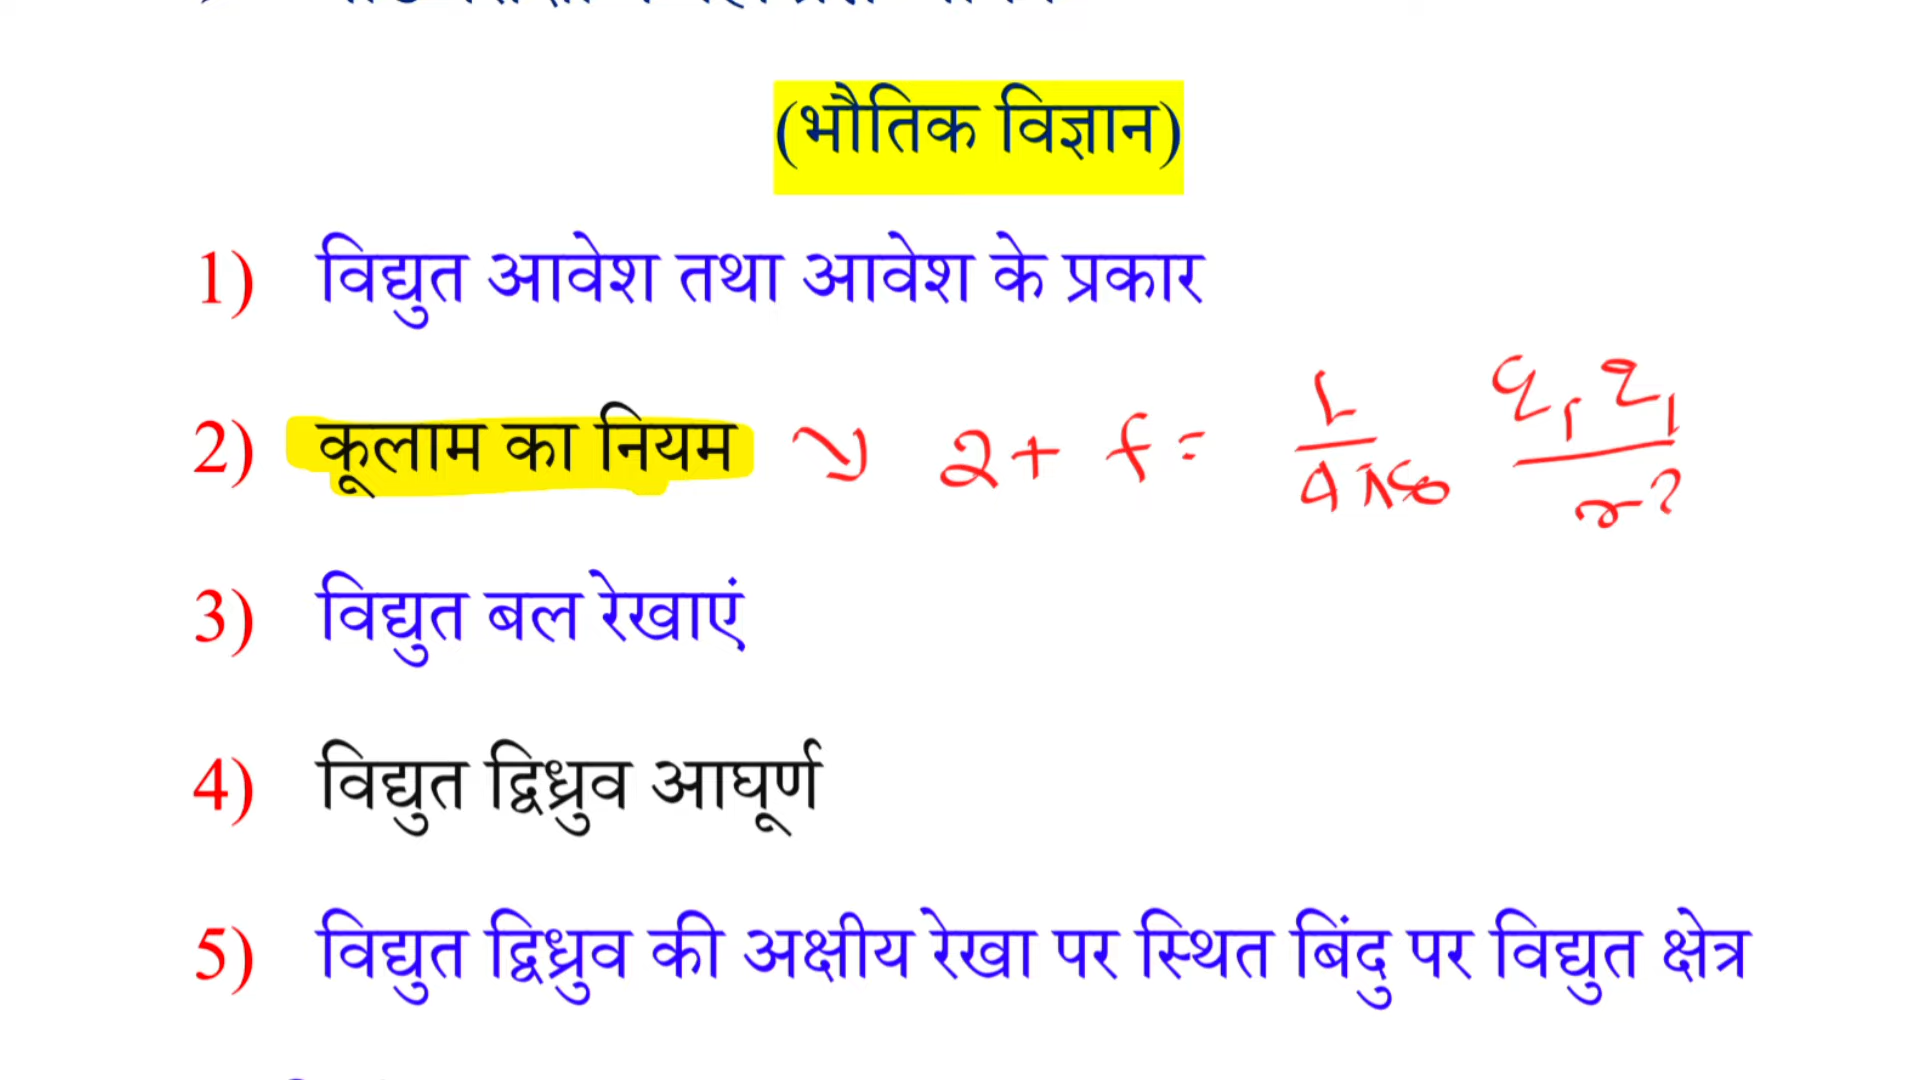 (भौतिक विज्ञान)
1) विद्युत आवेश तथा आवेश के प्रकार
2) कूलाम का नियम
3) विद्युत बल रेखाएं
4) विद्युत द्विध्रुव आघूर्ण
5) विद्युत द्विध्रुव की अक्षीय रेखा पर स्थित बिंदु पर विद्युत क्षेत्र